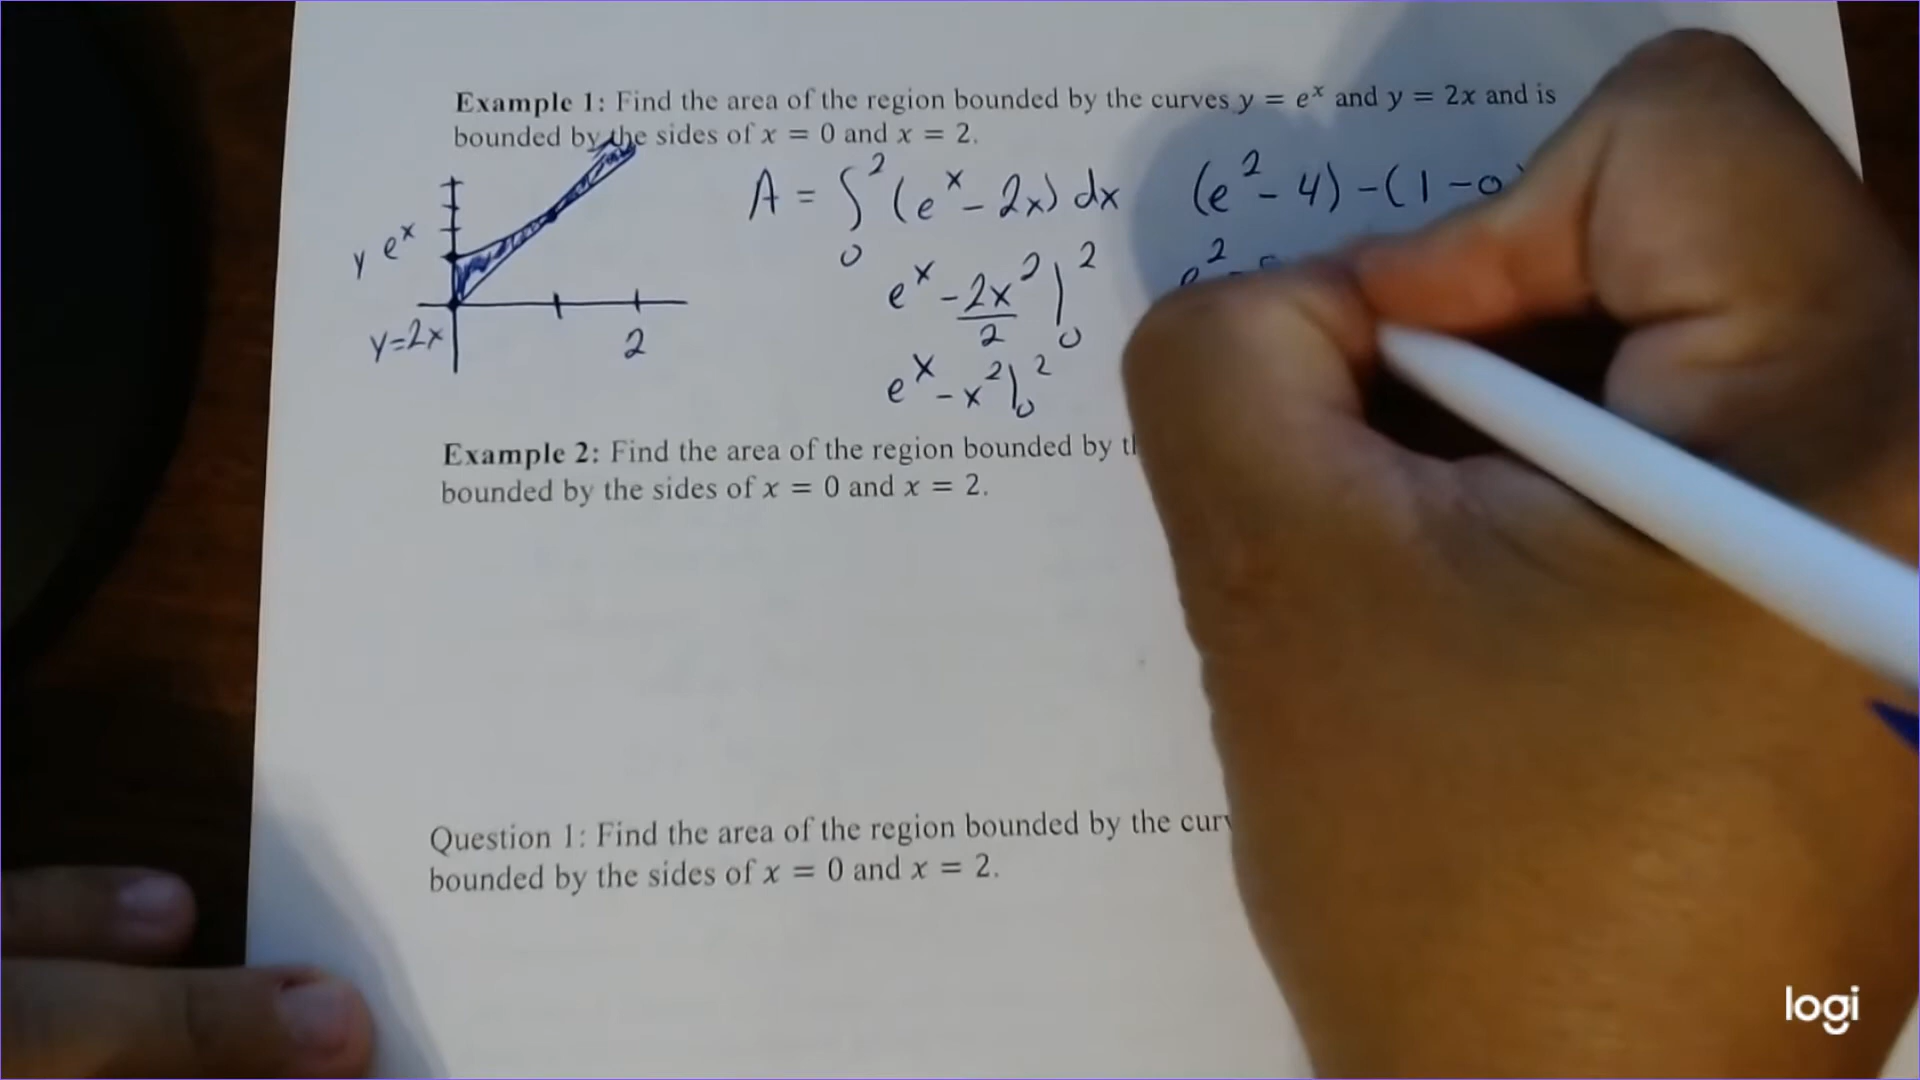 Example 1: Find the area of the region bounded by the curves y = e^x and y = 2x and is
bounded by the sides of x = 0 and x = 2.
A = ∫₀² (e^x - 2x) dx
(e² - 4) - (1 - 0
y e^x
y=2x
2
e^x - 2x²/2 |₀²
e^x - x² |₀²
e² -
Example 2: Find the area of the region bounded by
bounded by the sides of x = 0 and x = 2.
Question 1: Find the area of the region bounded by the
bounded by the sides of x = 0 and x = 2.
logi